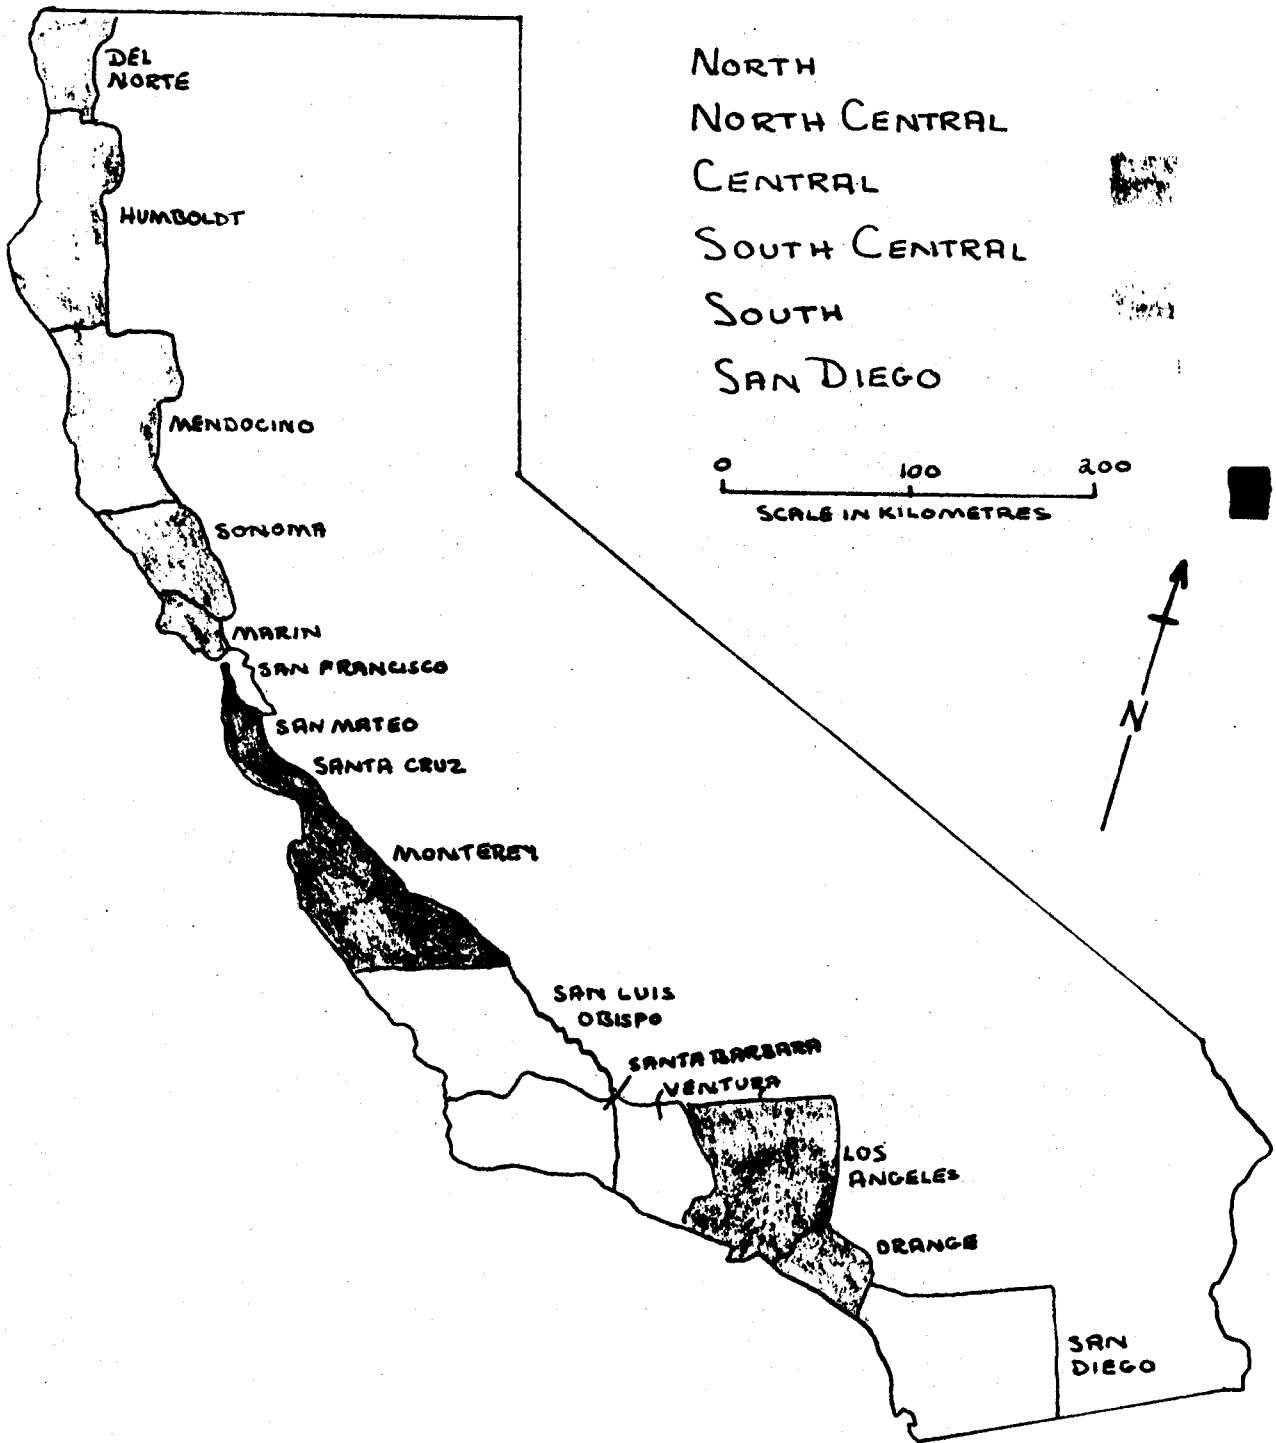 DEL
NORTE
HUMBOLDT
MENDOCINO
SONOMA
MARIN
SAN FRANCISCO
SAN MATEO
SANTA CRUZ
MONTEREY
SAN LUIS
OBISPO
SANTA BARBARA
VENTURA
LOS
ANGELES
ORANGE
SAN
DIEGO
NORTH
NORTH CENTRAL
CENTRAL
SOUTH CENTRAL
SOUTH
SAN DIEGO
0 100 200
SCALE IN KILOMETRES
N